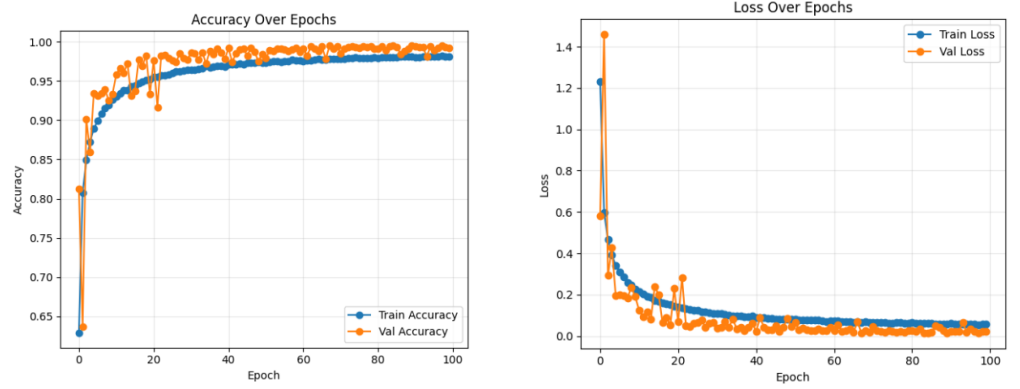 Accuracy Over Epochs
1.00
0.95
0.90
0.85
0.80
0.75
0.70
0.65
Accuracy
Train Accuracy
Val Accuracy
0
20
40
60
80
100
Epoch
Loss Over Epochs
1.4
1.2
1.0
0.8
0.6
0.4
0.2
0.0
Loss
Train Loss
Val Loss
0
20
40
60
80
100
Epoch